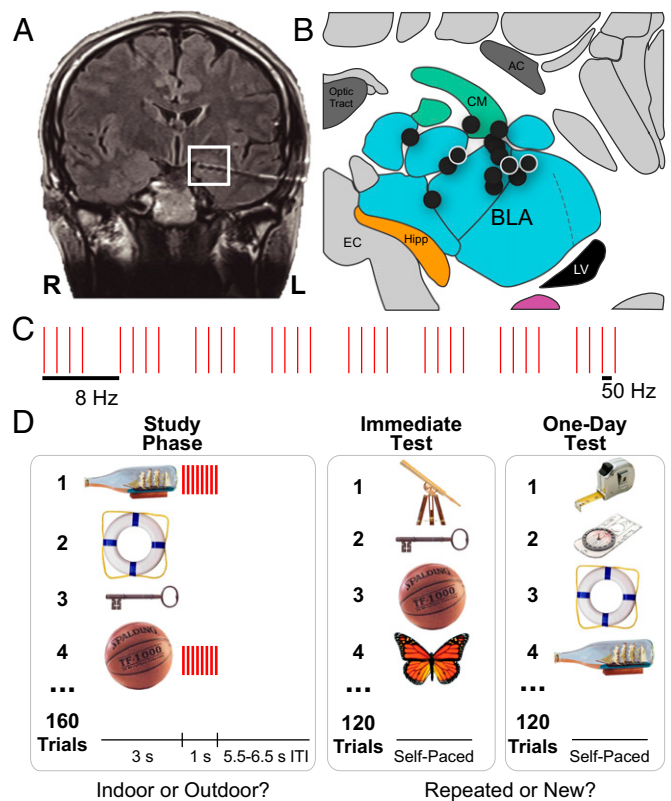 A
R
L
B
Optic
Tract
AC
CM
BLA
EC
Hipp
LV
C
8 Hz
50 Hz
D
Study
Phase
1
2
3
4
...
160
Trials
3 s
1 s
5.5-6.5 s ITI
SPALDING
TF-1000
Indoor or Outdoor?
Immediate
Test
1
2
3
4
...
120
Trials
Self-Paced
SPALDING
TF-1000
One-Day
Test
1
2
3
4
...
120
Trials
Self-Paced
Repeated or New?